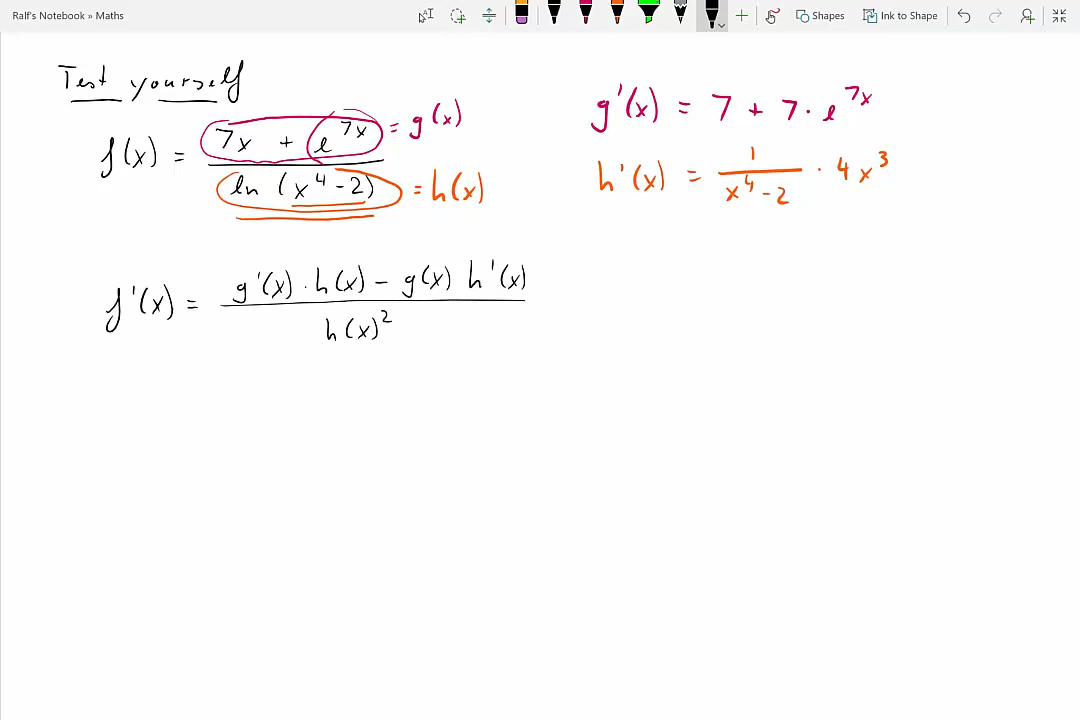 Ralf's Notebook » Maths
Shapes
Ink to Shape
Test yourself
f(x) = (7x + e^(7x)) / (ln (x^4 - 2))
= g(x)
= h(x)
g'(x) = 7 + 7 · e^(7x)
h'(x) = 1/(x^4 - 2) · 4x^3
f'(x) = (g'(x) · h(x) - g(x) h'(x)) / (h(x)^2)